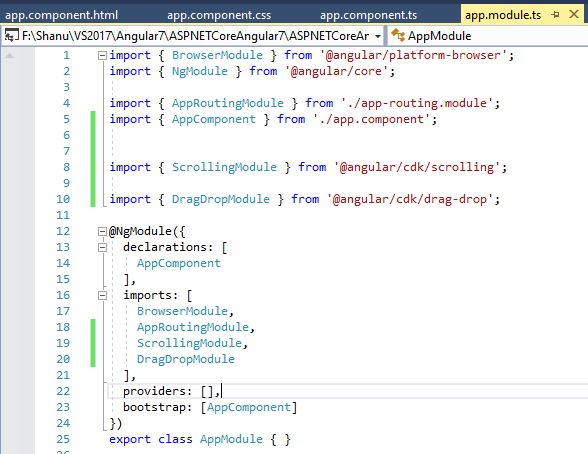 app.component.html app.component.css app.component.ts app.module.ts
F:\Shanu\VS2017\Angular7\ASPNETCoreAngular7\ASPNETCoreAr AppModule
1 import { BrowserModule } from '@angular/platform-browser';
2 import { NgModule } from '@angular/core';
3
4 import { AppRoutingModule } from './app-routing.module';
5 import { AppComponent } from './app.component';
6
7
8 import { ScrollingModule } from '@angular/cdk/scrolling';
9
10 import { DragDropModule } from '@angular/cdk/drag-drop';
11
12 @NgModule({
13 declarations: [
14 AppComponent
15 ],
16 imports: [
17 BrowserModule,
18 AppRoutingModule,
19 ScrollingModule,
20 DragDropModule
21 ],
22 providers: [],
23 bootstrap: [AppComponent]
24 })
25 export class AppModule { }